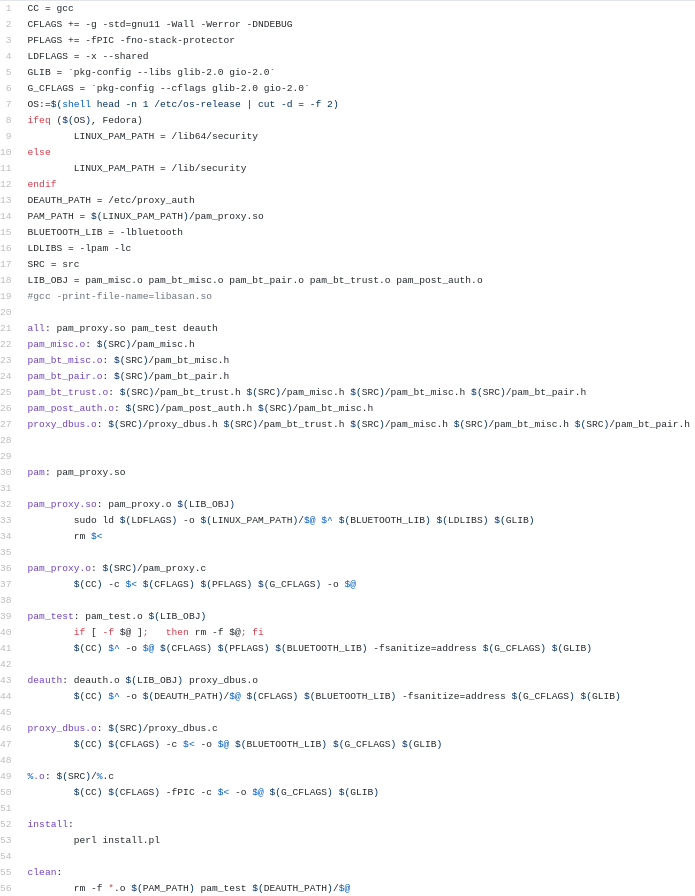 1 CC = gcc
2 CFLAGS += -g -std=gnu11 -Wall -Werror -DNDEBUG
3 PFLAGS += -fPIC -fno-stack-protector
4 LDFLAGS = -x --shared
5 GLIB = `pkg-config --libs glib-2.0 gio-2.0`
6 G_CFLAGS = `pkg-config --cflags glib-2.0 gio-2.0`
7 OS:=$(shell head -n 1 /etc/os-release | cut -d = -f 2)
8 ifeq ($(OS), Fedora)
9         LINUX_PAM_PATH = /lib64/security
10 else
11         LINUX_PAM_PATH = /lib/security
12 endif
13 DEAUTH_PATH = /etc/proxy_auth
14 PAM_PATH = $(LINUX_PAM_PATH)/pam_proxy.so
15 BLUETOOTH_LIB = -lbluetooth
16 LDLIBS = -lpam -lc
17 SRC = src
18 LIB_OBJ = pam_misc.o pam_bt_misc.o pam_bt_pair.o pam_bt_trust.o pam_post_auth.o
19 #gcc -print-file-name=libasan.so
20
21 all: pam_proxy.so pam_test deauth
22 pam_misc.o: $(SRC)/pam_misc.h
23 pam_bt_misc.o: $(SRC)/pam_bt_misc.h
24 pam_bt_pair.o: $(SRC)/pam_bt_pair.h
25 pam_bt_trust.o: $(SRC)/pam_bt_trust.h $(SRC)/pam_misc.h $(SRC)/pam_bt_misc.h $(SRC)/pam_bt_pair.h
26 pam_post_auth.o: $(SRC)/pam_post_auth.h $(SRC)/pam_bt_misc.h
27 proxy_dbus.o: $(SRC)/proxy_dbus.h $(SRC)/pam_bt_trust.h $(SRC)/pam_misc.h $(SRC)/pam_bt_misc.h $(SRC)/pam_bt_pair.h
28
29
30 pam: pam_proxy.so
31
32 pam_proxy.so: pam_proxy.o $(LIB_OBJ)
33         sudo ld $(LDFLAGS) -o $(LINUX_PAM_PATH)/$@ $^ $(BLUETOOTH_LIB) $(LDLIBS) $(GLIB)
34         rm $<
35
36 pam_proxy.o: $(SRC)/pam_proxy.c
37         $(CC) -c $< $(CFLAGS) $(PFLAGS) $(G_CFLAGS) -o $@
38
39 pam_test: pam_test.o $(LIB_OBJ)
40         if [ -f $@ ];   then rm -f $@; fi
41         $(CC) $^ -o $@ $(CFLAGS) $(PFLAGS) $(BLUETOOTH_LIB) -fsanitize=address $(G_CFLAGS) $(GLIB)
42
43 deauth: deauth.o $(LIB_OBJ) proxy_dbus.o
44         $(CC) $^ -o $(DEAUTH_PATH)/$@ $(CFLAGS) $(BLUETOOTH_LIB) -fsanitize=address $(G_CFLAGS) $(GLIB)
45
46 proxy_dbus.o: $(SRC)/proxy_dbus.c
47         $(CC) $(CFLAGS) -c $< -o $@ $(BLUETOOTH_LIB) $(G_CFLAGS) $(GLIB)
48
49 %.o: $(SRC)/%.c
50         $(CC) $(CFLAGS) -fPIC -c $< -o $@ $(G_CFLAGS) $(GLIB)
51
52 install:
53         perl install.pl
54
55 clean:
56         rm -f *.o $(PAM_PATH) pam_test $(DEAUTH_PATH)/$@